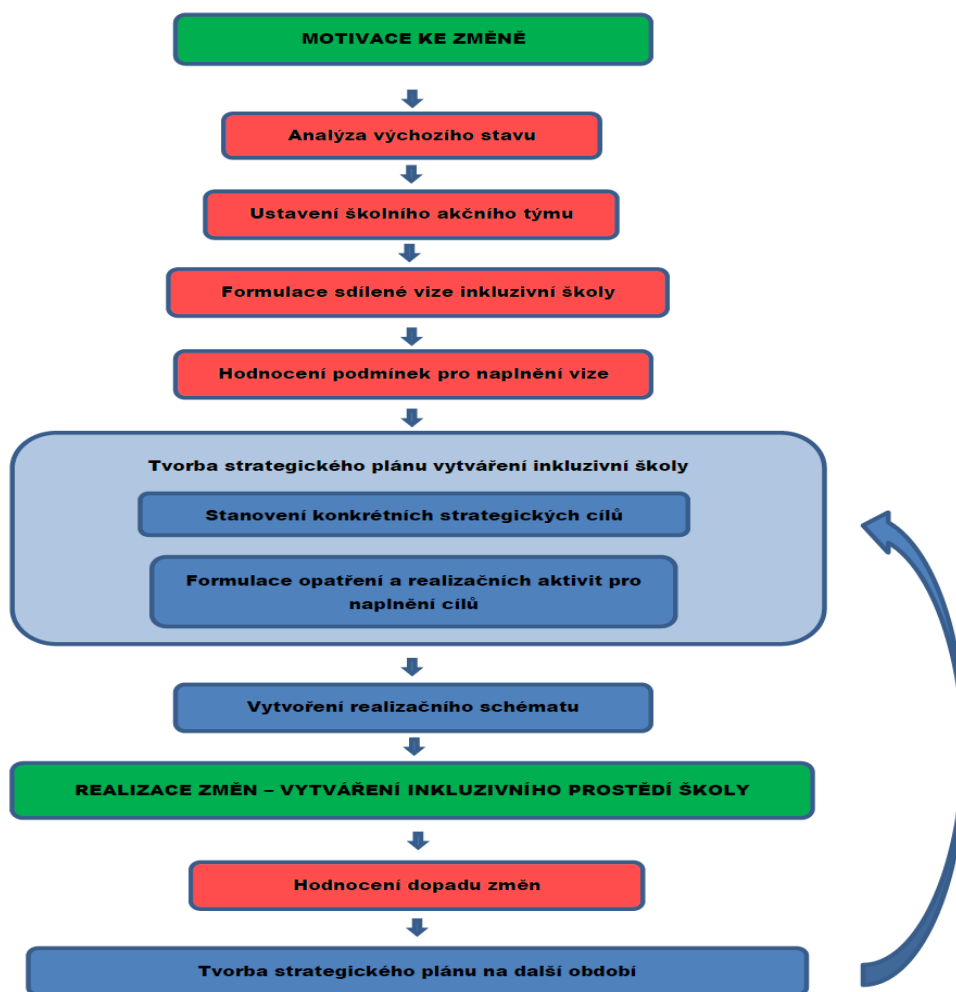 MOTIVACE KE ZMĚNĚ
Analýza výchozího stavu
Ustavení školního akčního týmu
Formulace sdílené vize inkluzivní školy
Hodnocení podmínek pro naplnění vize
Tvorba strategického plánu vytváření inkluzivní školy
Stanovení konkrétních strategických cílů
Formulace opatření a realizačních aktivit pro
naplnění cílů
Vytvoření realizačního schématu
REALIZACE ZMĚN – VYTVÁŘENÍ INKLUZIVNÍHO PROSTĚDÍ ŠKOLY
Hodnocení dopadu změn
Tvorba strategického plánu na další období